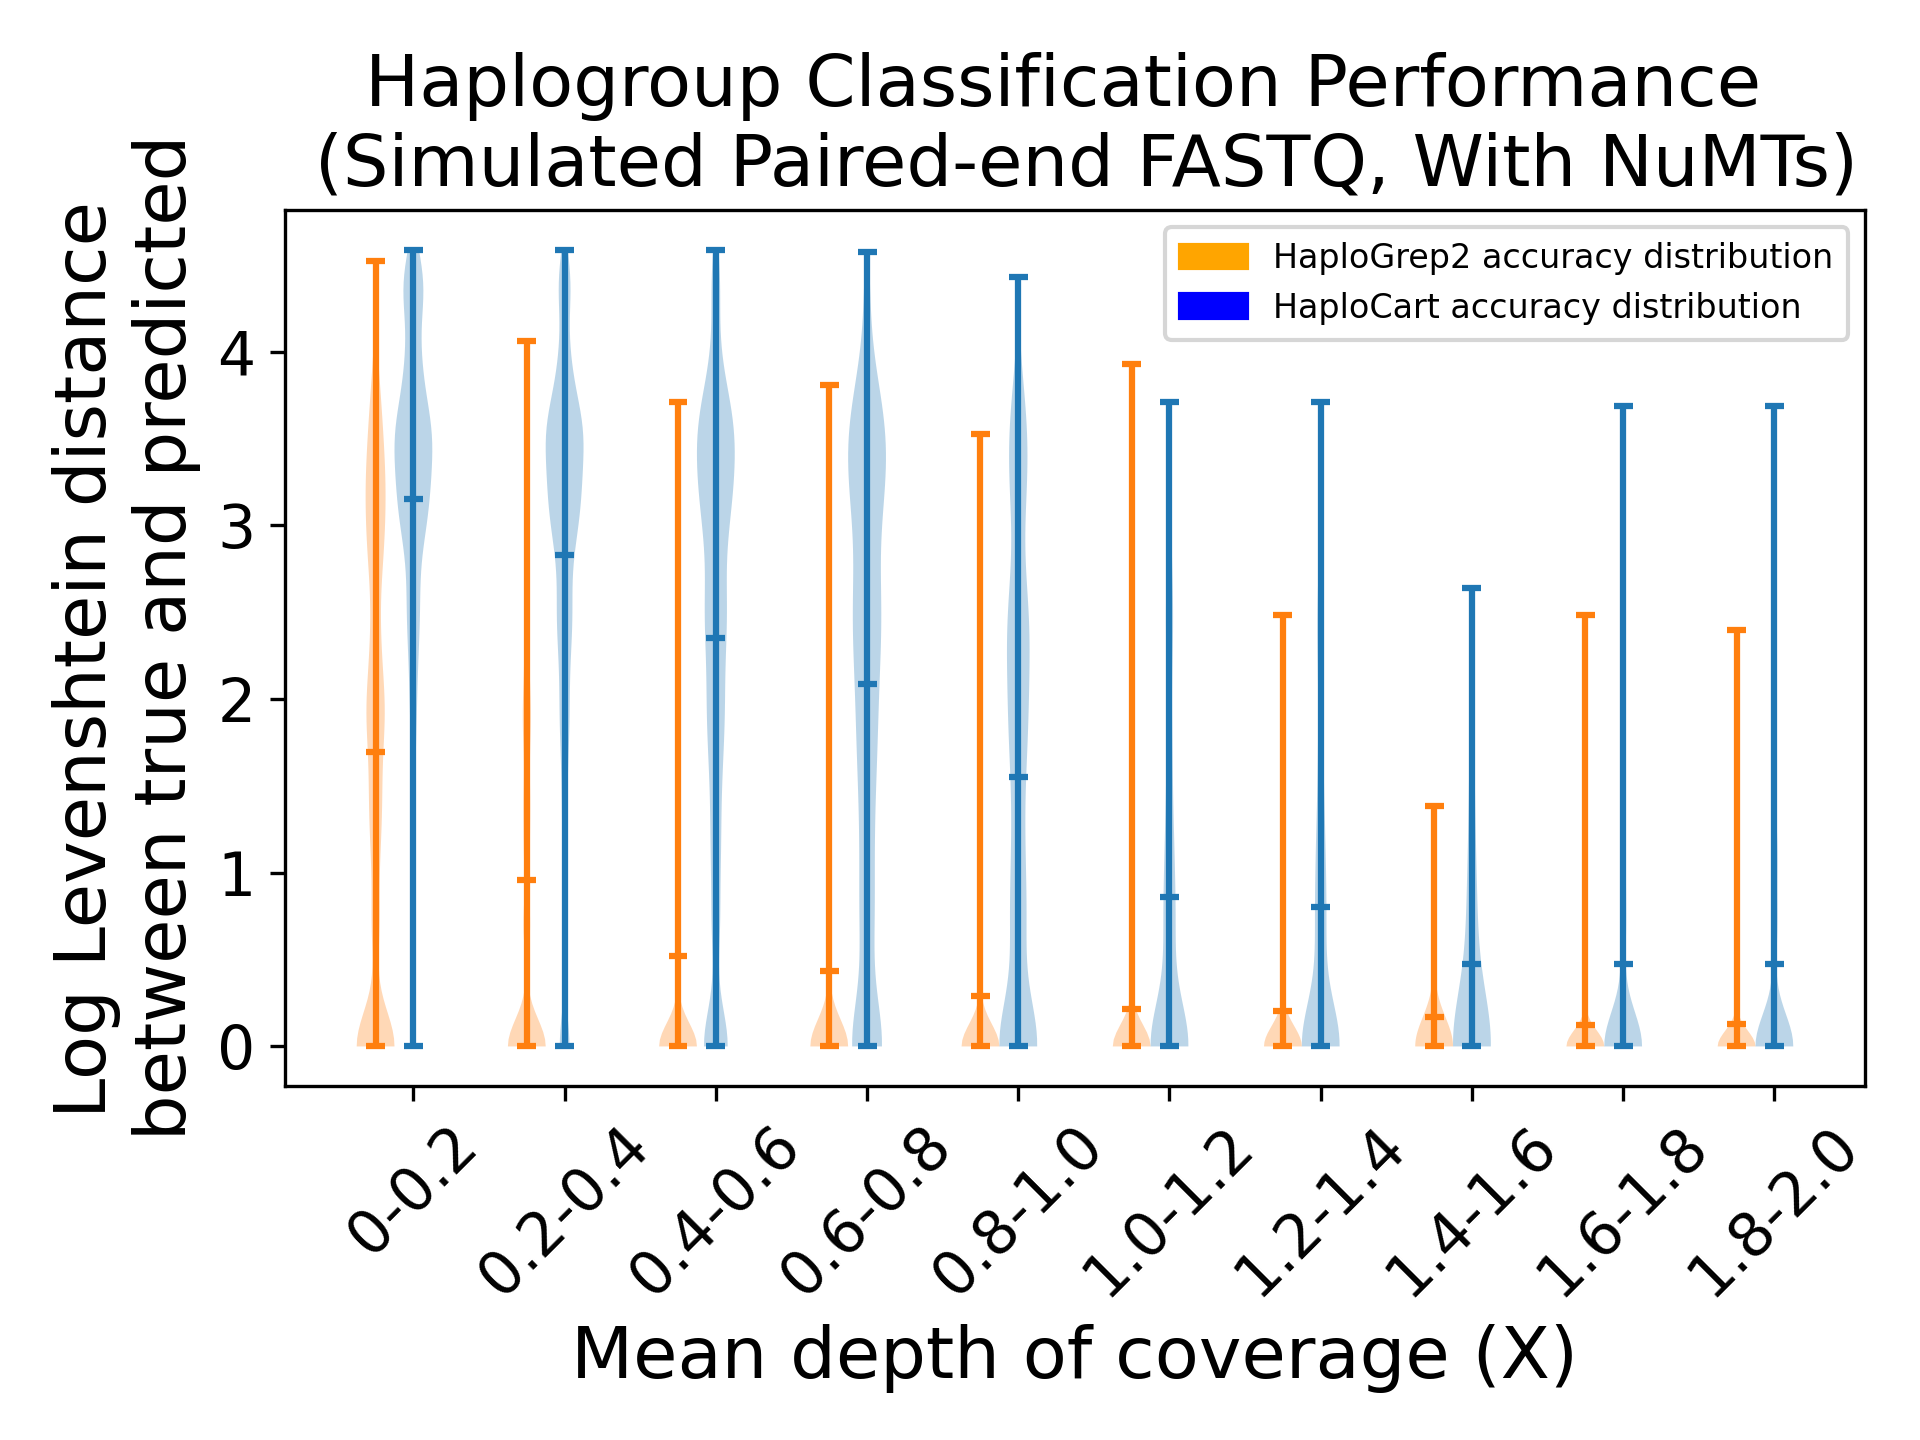 Haplogroup Classification Performance
(Simulated Paired-end FASTQ, With NuMTs)
Log Levenshtein distance
between true and predicted
HaploGrep2 accuracy distribution
HaploCart accuracy distribution
4
3
2
1
0
0-0.2
0.2-0.4
0.4-0.6
0.6-0.8
0.8-1.0
1.0-1.2
1.2-1.4
1.4-1.6
1.6-1.8
1.8-2.0
Mean depth of coverage (X)